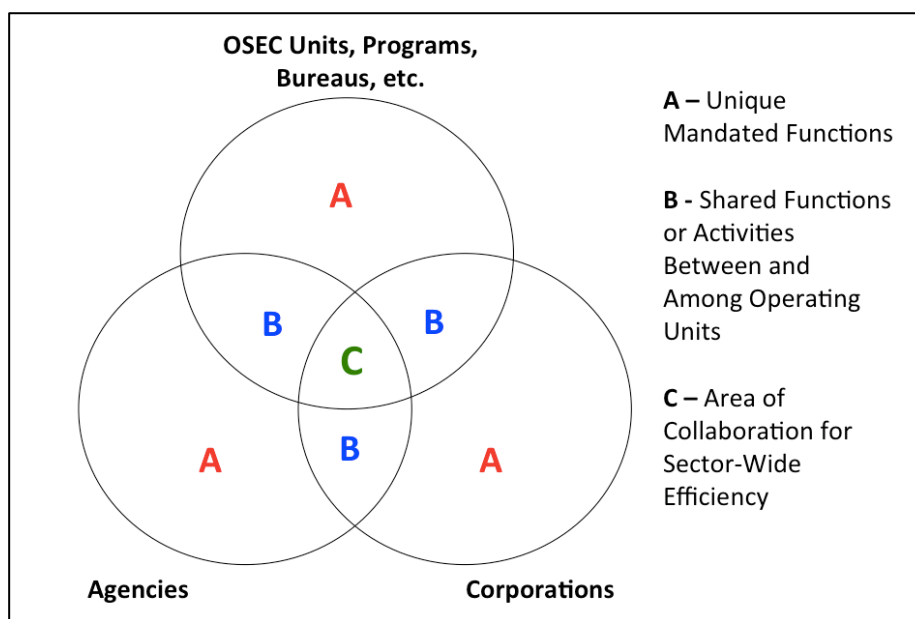 OSEC Units, Programs,
Bureaus, etc.
A
B
B
C
B
A
A
Agencies
Corporations
A – Unique
Mandated Functions
B - Shared Functions
or Activities
Between and
Among Operating
Units
C – Area of
Collaboration for
Sector-Wide
Efficiency